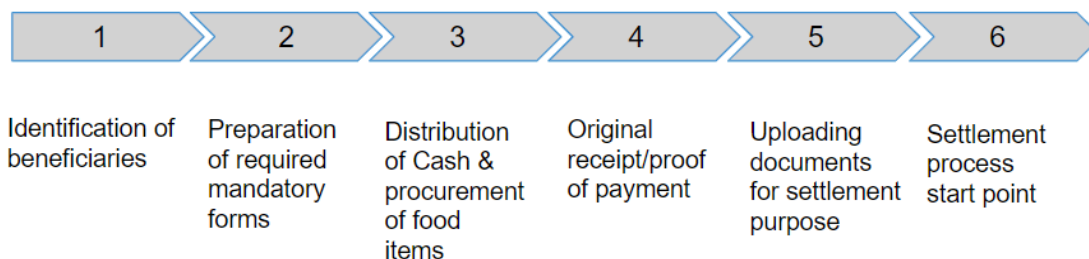 1
2
3
4
5
6
Identification of
beneficiaries
Preparation
of required
mandatory
forms
Distribution
of Cash &
procurement
of food
items
Original
receipt/proof
of payment
Uploading
documents
for settlement
purpose
Settlement
process
start point